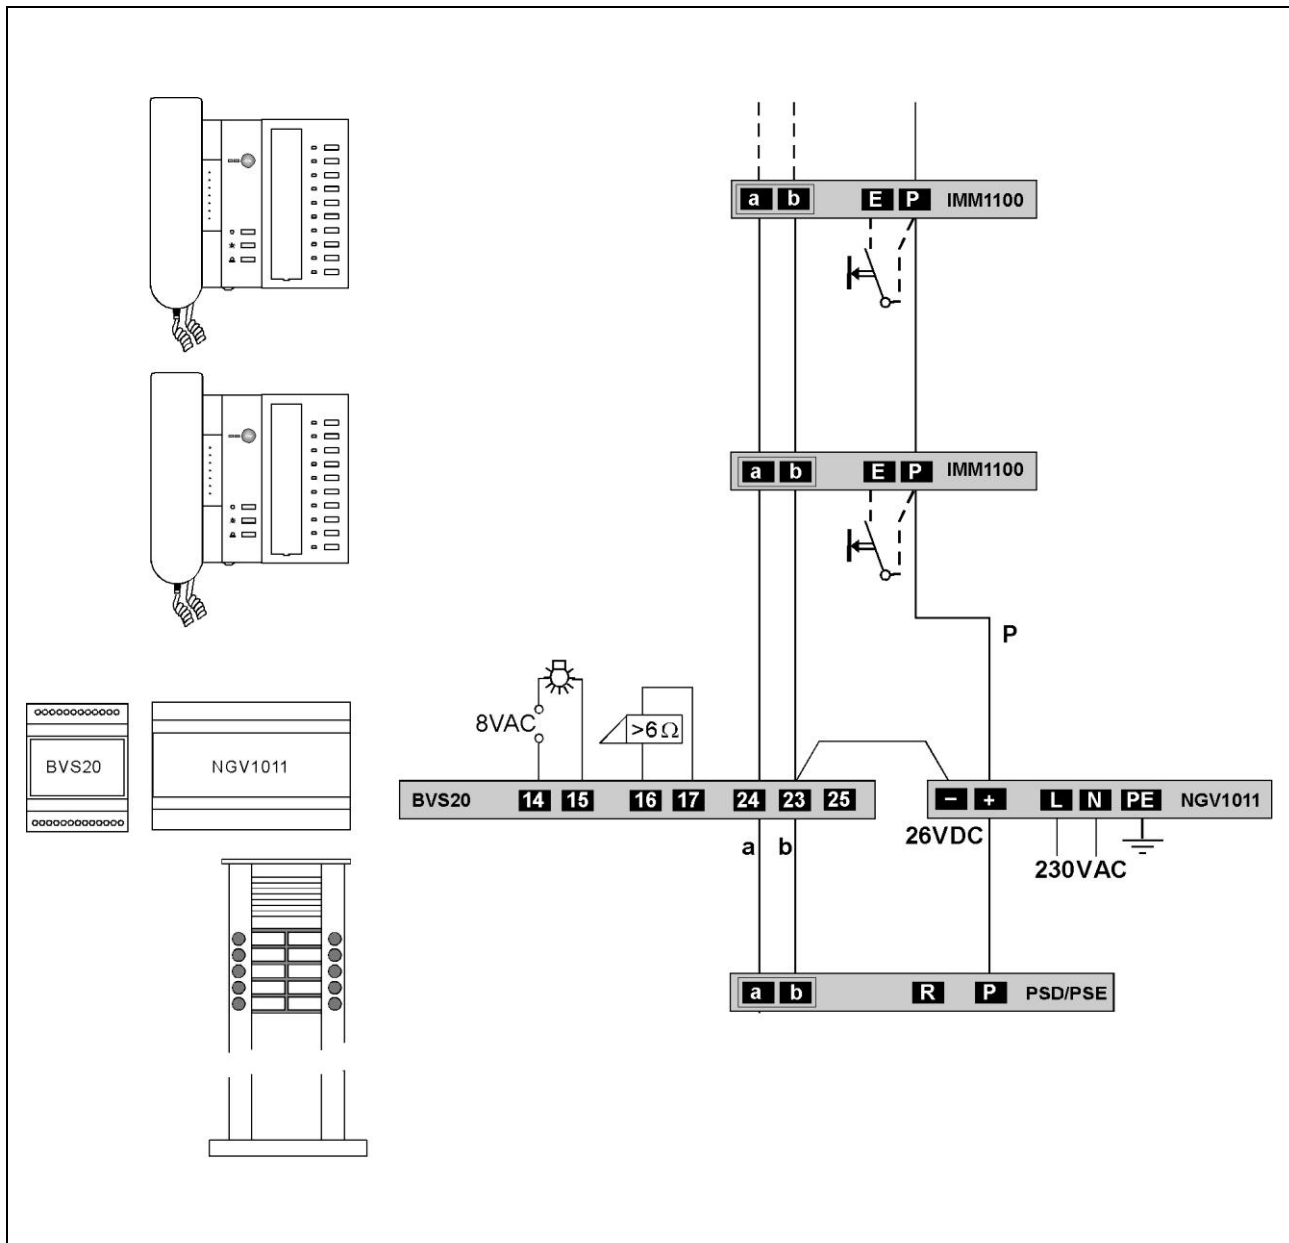 a b E P IMM1100
a b E P IMM1100
P
8VAC
>6 Ω
BVS20
NGV1011
BVS20 14 15 16 17 24 23 25
− + L N PE NGV1011
26VDC
230VAC
a b
a b R P PSD/PSE